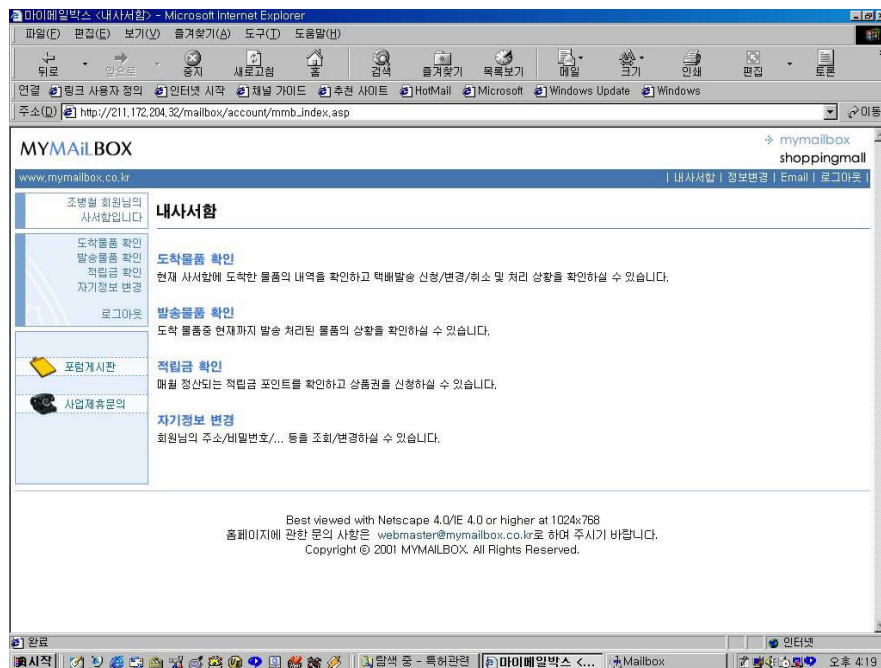 마이메일박스 <내사서함> - Microsoft Internet Explorer
파일(F) 편집(E) 보기(V) 즐겨찾기(A) 도구(T) 도움말(H)
뒤로 앞으로 중지 새로고침 홈 검색 즐겨찾기 목록보기 메일 크기 인쇄 편집 토론
연결 링크 사용자 정의 인터넷 시작 채널 가이드 추천 사이트 HotMail Microsoft Windows Update Windows
주소(D) http://211.172.204.32/mailbox/account/mmb_index.asp 이동
MYMAiLBOX
mymailbox
shoppingmall
www.mymailbox.co.kr | 내사서함 | 정보변경 | Email | 로그아웃 |
조병철 회원님의
사서함입니다
도착물품 확인
발송물품 확인
적립금 확인
자기정보 변경
로그아웃
포럼게시판
사업제휴문의
내사서함
도착물품 확인
현재 사서함에 도착한 물품의 내역을 확인하고 택배발송 신청/변경/취소 및 처리 상황을 확인하실 수 있습니다.
발송물품 확인
도착 물품중 현재까지 발송 처리된 물품의 상황을 확인하실 수 있습니다.
적립금 확인
매월 정산되는 적립금 포인트를 확인하고 상품권을 신청하실 수 있습니다.
자기정보 변경
회원님의 주소/비밀번호/... 등을 조회/변경하실 수 있습니다.
Best viewed with Netscape 4.0/IE 4.0 or higher at 1024x768
홈페이지에 관한 문의 사항은 webmaster@mymailbox.co.kr로 하여 주시기 바랍니다.
Copyright © 2001 MYMAILBOX. All Rights Reserved.
완료 인터넷
시작 탐색 중 - 특허관련 마이메일박스 <... Mailbox 오후 4:19